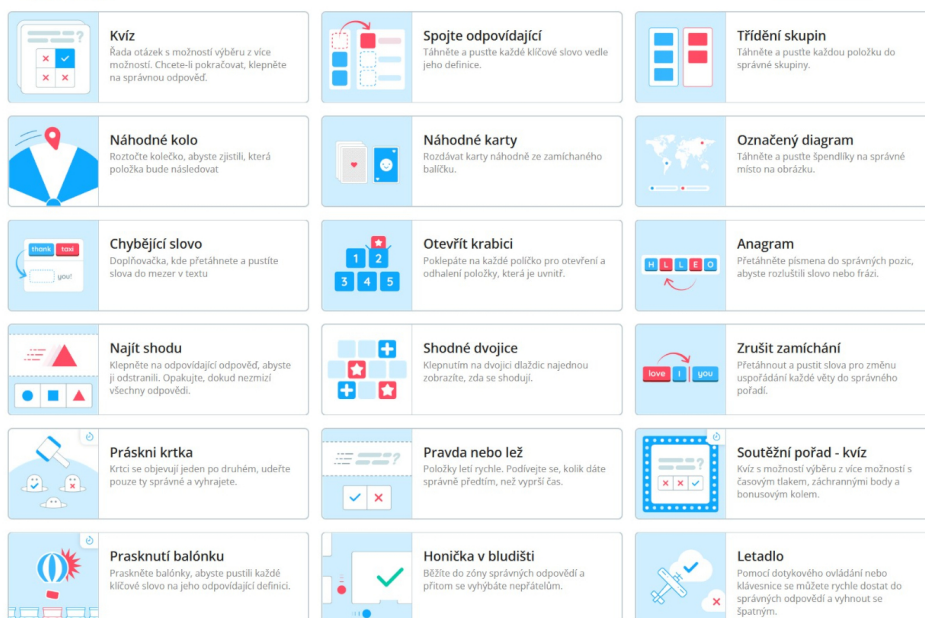 Kvíz
Řada otázek s možností výběru z více
možností. Chcete-li pokračovat, klepněte
na správnou odpověď.
Spojte odpovídající
Táhněte a pusťte každé klíčové slovo vedle
jeho definice.
Třídění skupin
Táhněte a pusťte každou položku do
správné skupiny.
Náhodné kolo
Roztočte kolečko, abyste zjistili, která
položka bude následovat
Náhodné karty
Rozdávat karty náhodně ze zamíchaného
balíčku.
Označený diagram
Táhněte a pusťte špendlíky na správné
místo na obrázku.
thank taxi
you!
Chybějící slovo
Doplňovačka, kde přetáhnete a pustíte
slova do mezer v textu
1 2
3 4 5
Otevřít krabici
Poklepáte na každé políčko pro otevření a
odhalení položky, která je uvnitř.
H L L E O
Anagram
Přetáhněte písmena do správných pozic,
abyste rozluštili slovo nebo frázi.
Najít shodu
Klepněte na odpovídající odpověď, abyste
ji odstranili. Opakujte, dokud nezmizí
všechny odpovědi.
Shodné dvojice
Klepnutím na dvojici dlaždic najednou
zobrazíte, zda se shodují.
love I you
Zrušit zamíchání
Přetáhnout a pustit slova pro změnu
uspořádání každé věty do správného
pořadí.
Práskni krtka
Krtci se objevují jeden po druhém, udeřte
pouze ty správné a vyhrajete.
Pravda nebo lež
Položky letí rychle. Podívejte se, kolik dáte
správně předtím, než vyprší čas.
Soutěžní pořad - kvíz
Kvíz s možností výběru z více možností s
časovým tlakem, záchrannými body a
bonusovým kolem.
Prasknutí balónku
Praskněte balónky, abyste pustili každé
klíčové slovo na jeho odpovídající definici.
Honička v bludišti
Běžíte do zóny správných odpovědí a
přitom se vyhýbáte nepřátelům.
Letadlo
Pomocí dotykového ovládání nebo
klávesnice se můžete rychle dostat do
správných odpovědí a vyhnout se
špatným.